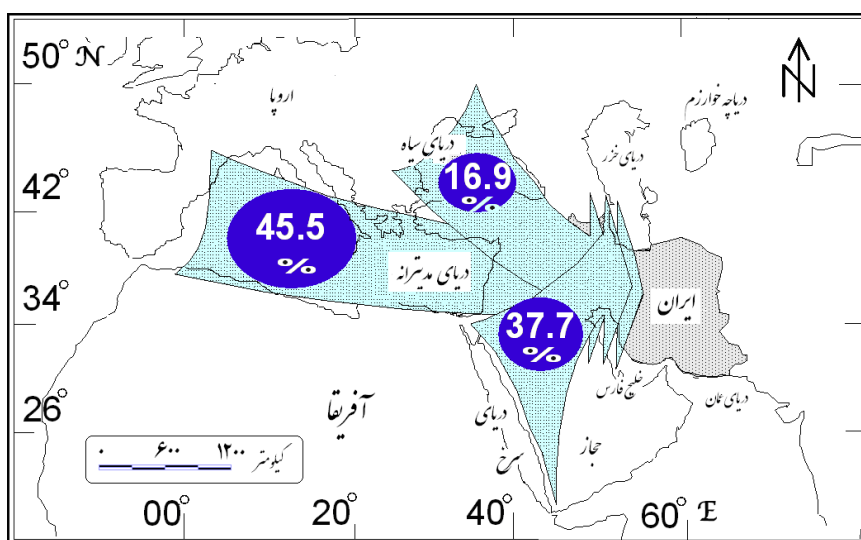 50° N
اروپا
دریاچه خوارزم
دریای سیاه
دریای خزر
42°
16.9
%
45.5
%
دریای مدیترانه
ایران
34°
37.7
%
خلیج فارس
دریای عمان
آفریقا
دریای
سرخ
حجاز
26°
۰ ۶۰۰ ۱۲۰۰
کیلومتر
00° 20° 40° 60° E
N